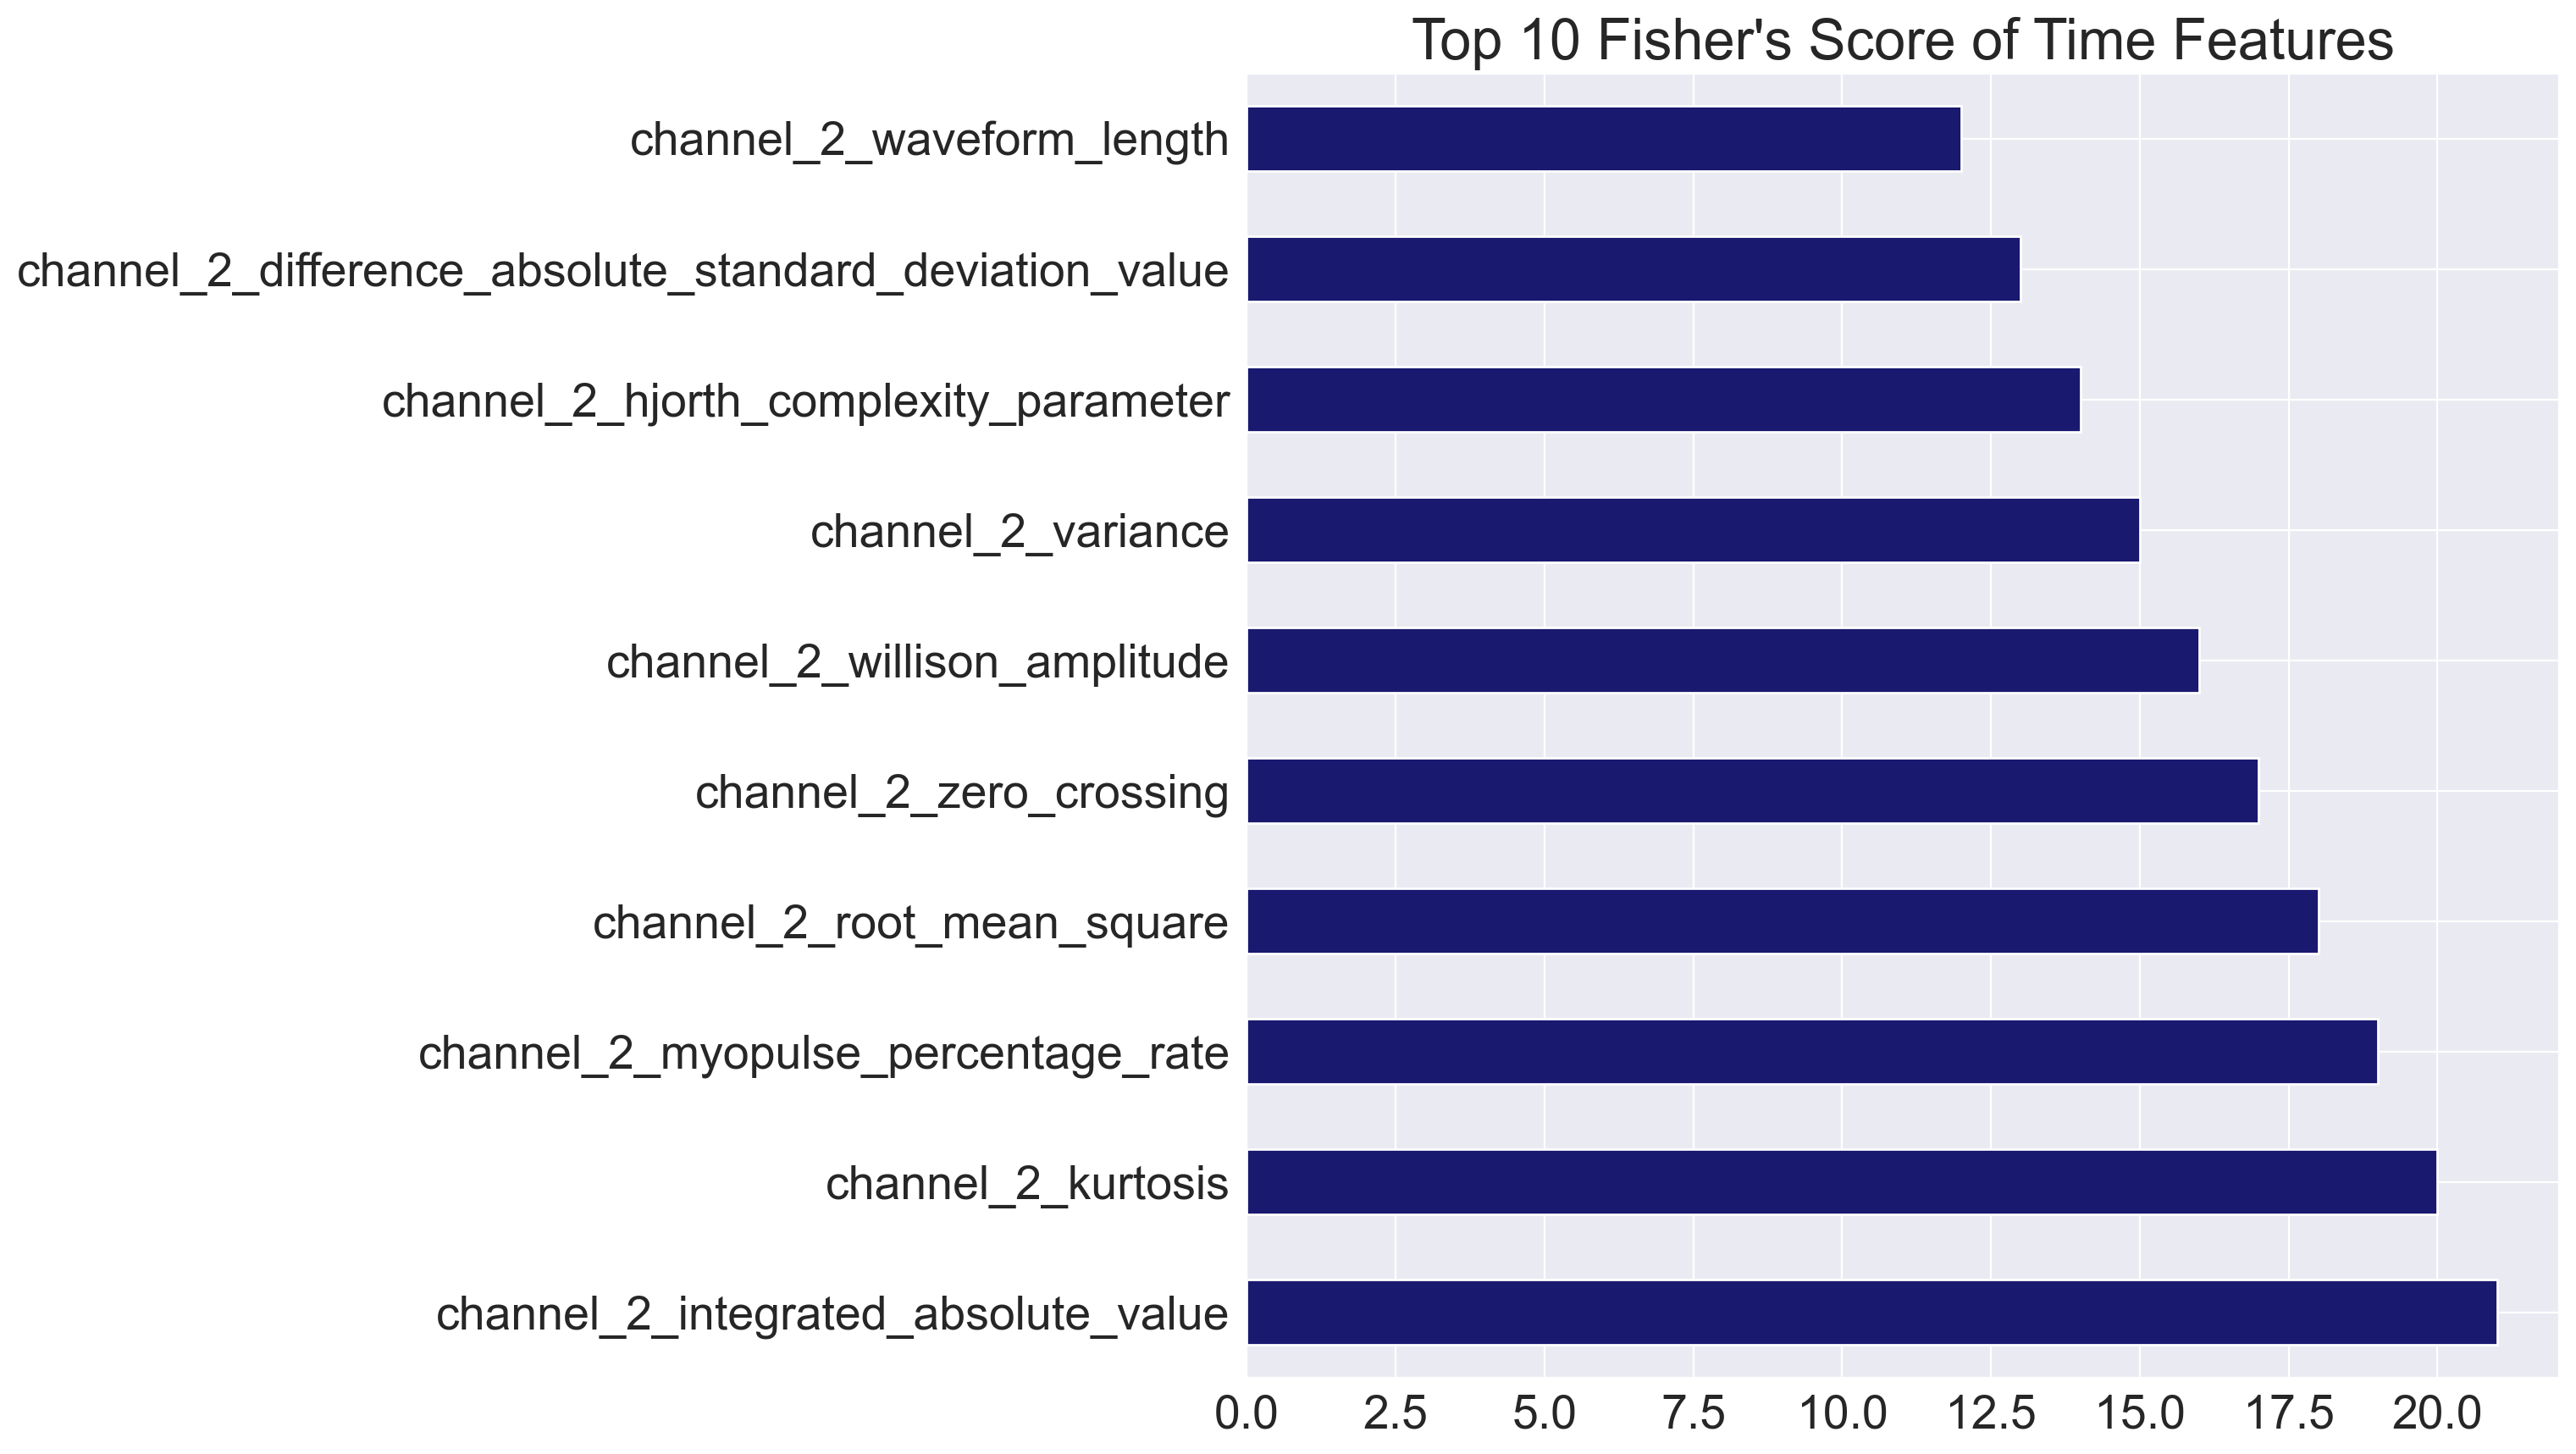 Top 10 Fisher's Score of Time Features
channel_2_waveform_length
channel_2_difference_absolute_standard_deviation_value
channel_2_hjorth_complexity_parameter
channel_2_variance
channel_2_willison_amplitude
channel_2_zero_crossing
channel_2_root_mean_square
channel_2_myopulse_percentage_rate
channel_2_kurtosis
channel_2_integrated_absolute_value
0.0 2.5 5.0 7.5 10.0 12.5 15.0 17.5 20.0